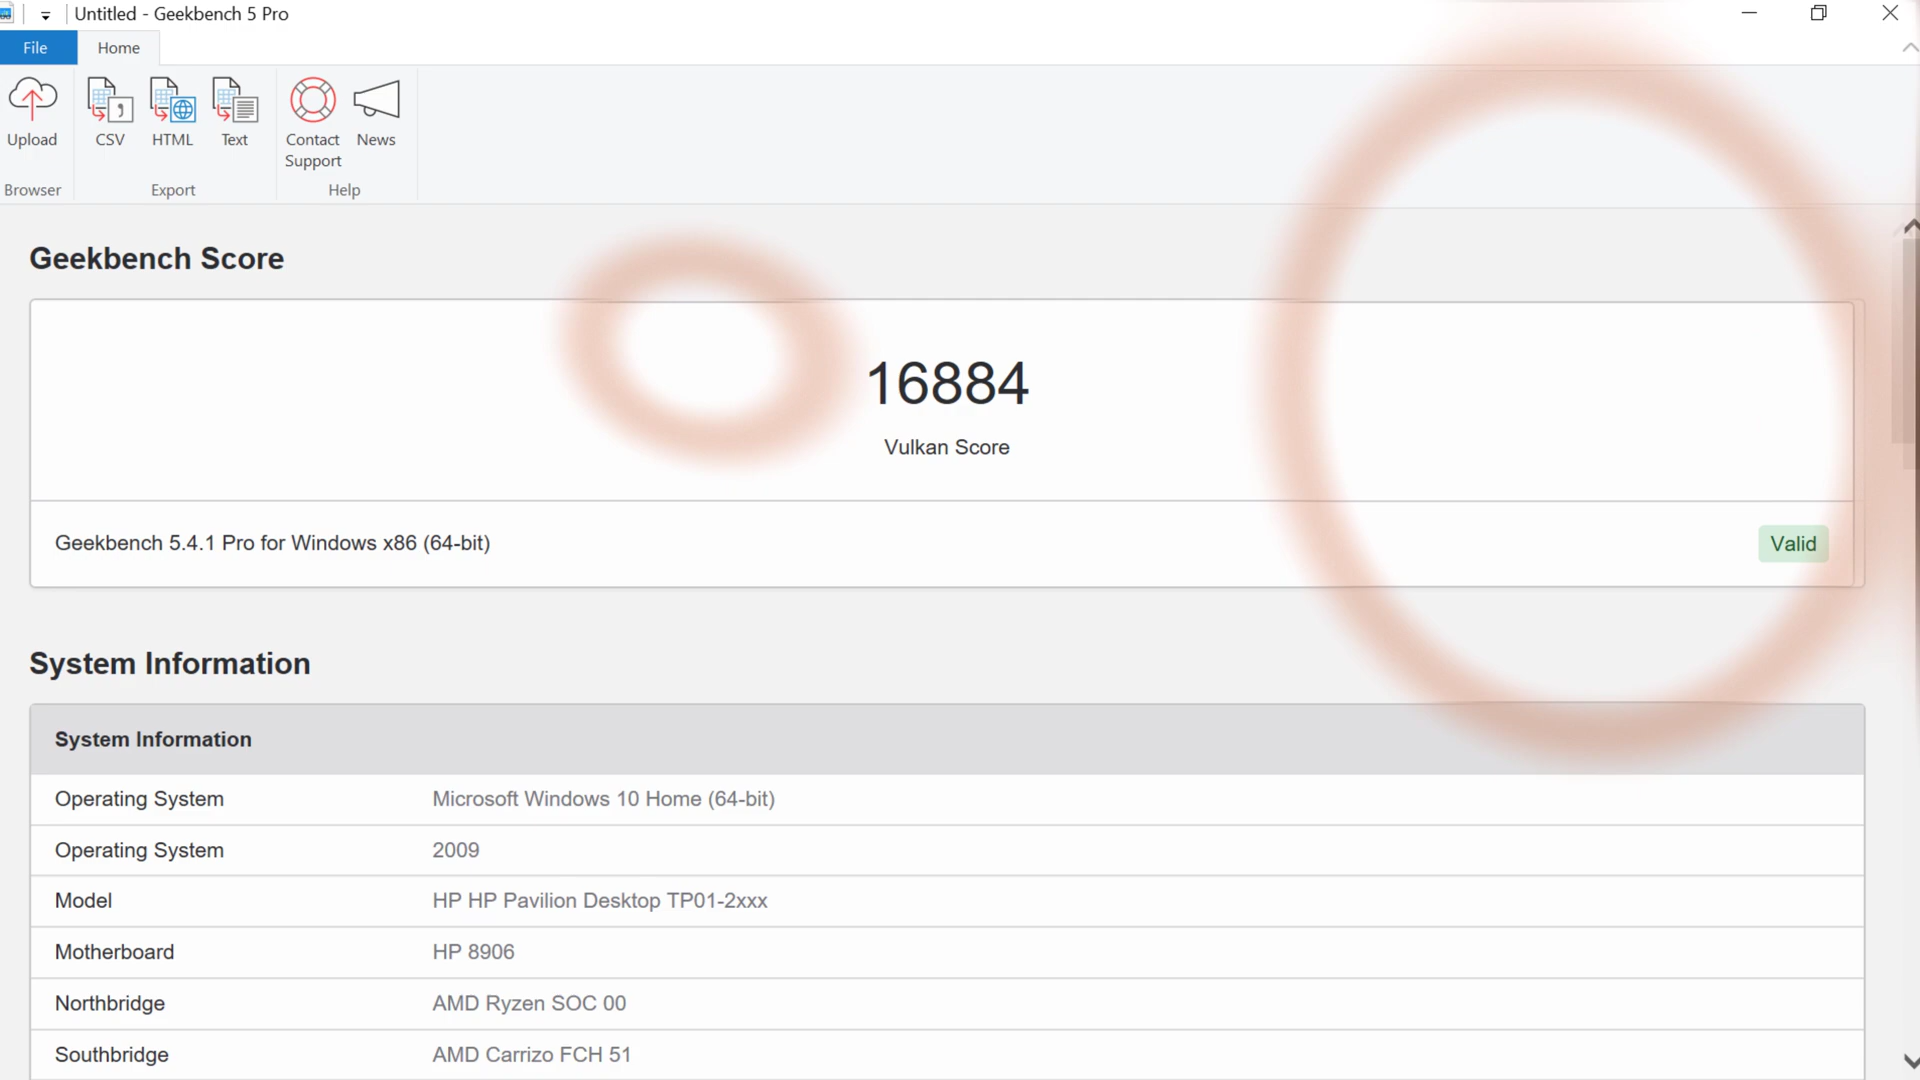 Untitled - Geekbench 5 Pro
File Home
Upload CSV HTML Text Contact Support News
Browser Export Help
Geekbench Score
16884
Vulkan Score
Geekbench 5.4.1 Pro for Windows x86 (64-bit) Valid
System Information
System Information
Operating System Microsoft Windows 10 Home (64-bit)
Operating System 2009
Model HP HP Pavilion Desktop TP01-2xxx
Motherboard HP 8906
Northbridge AMD Ryzen SOC 00
Southbridge AMD Carrizo FCH 51